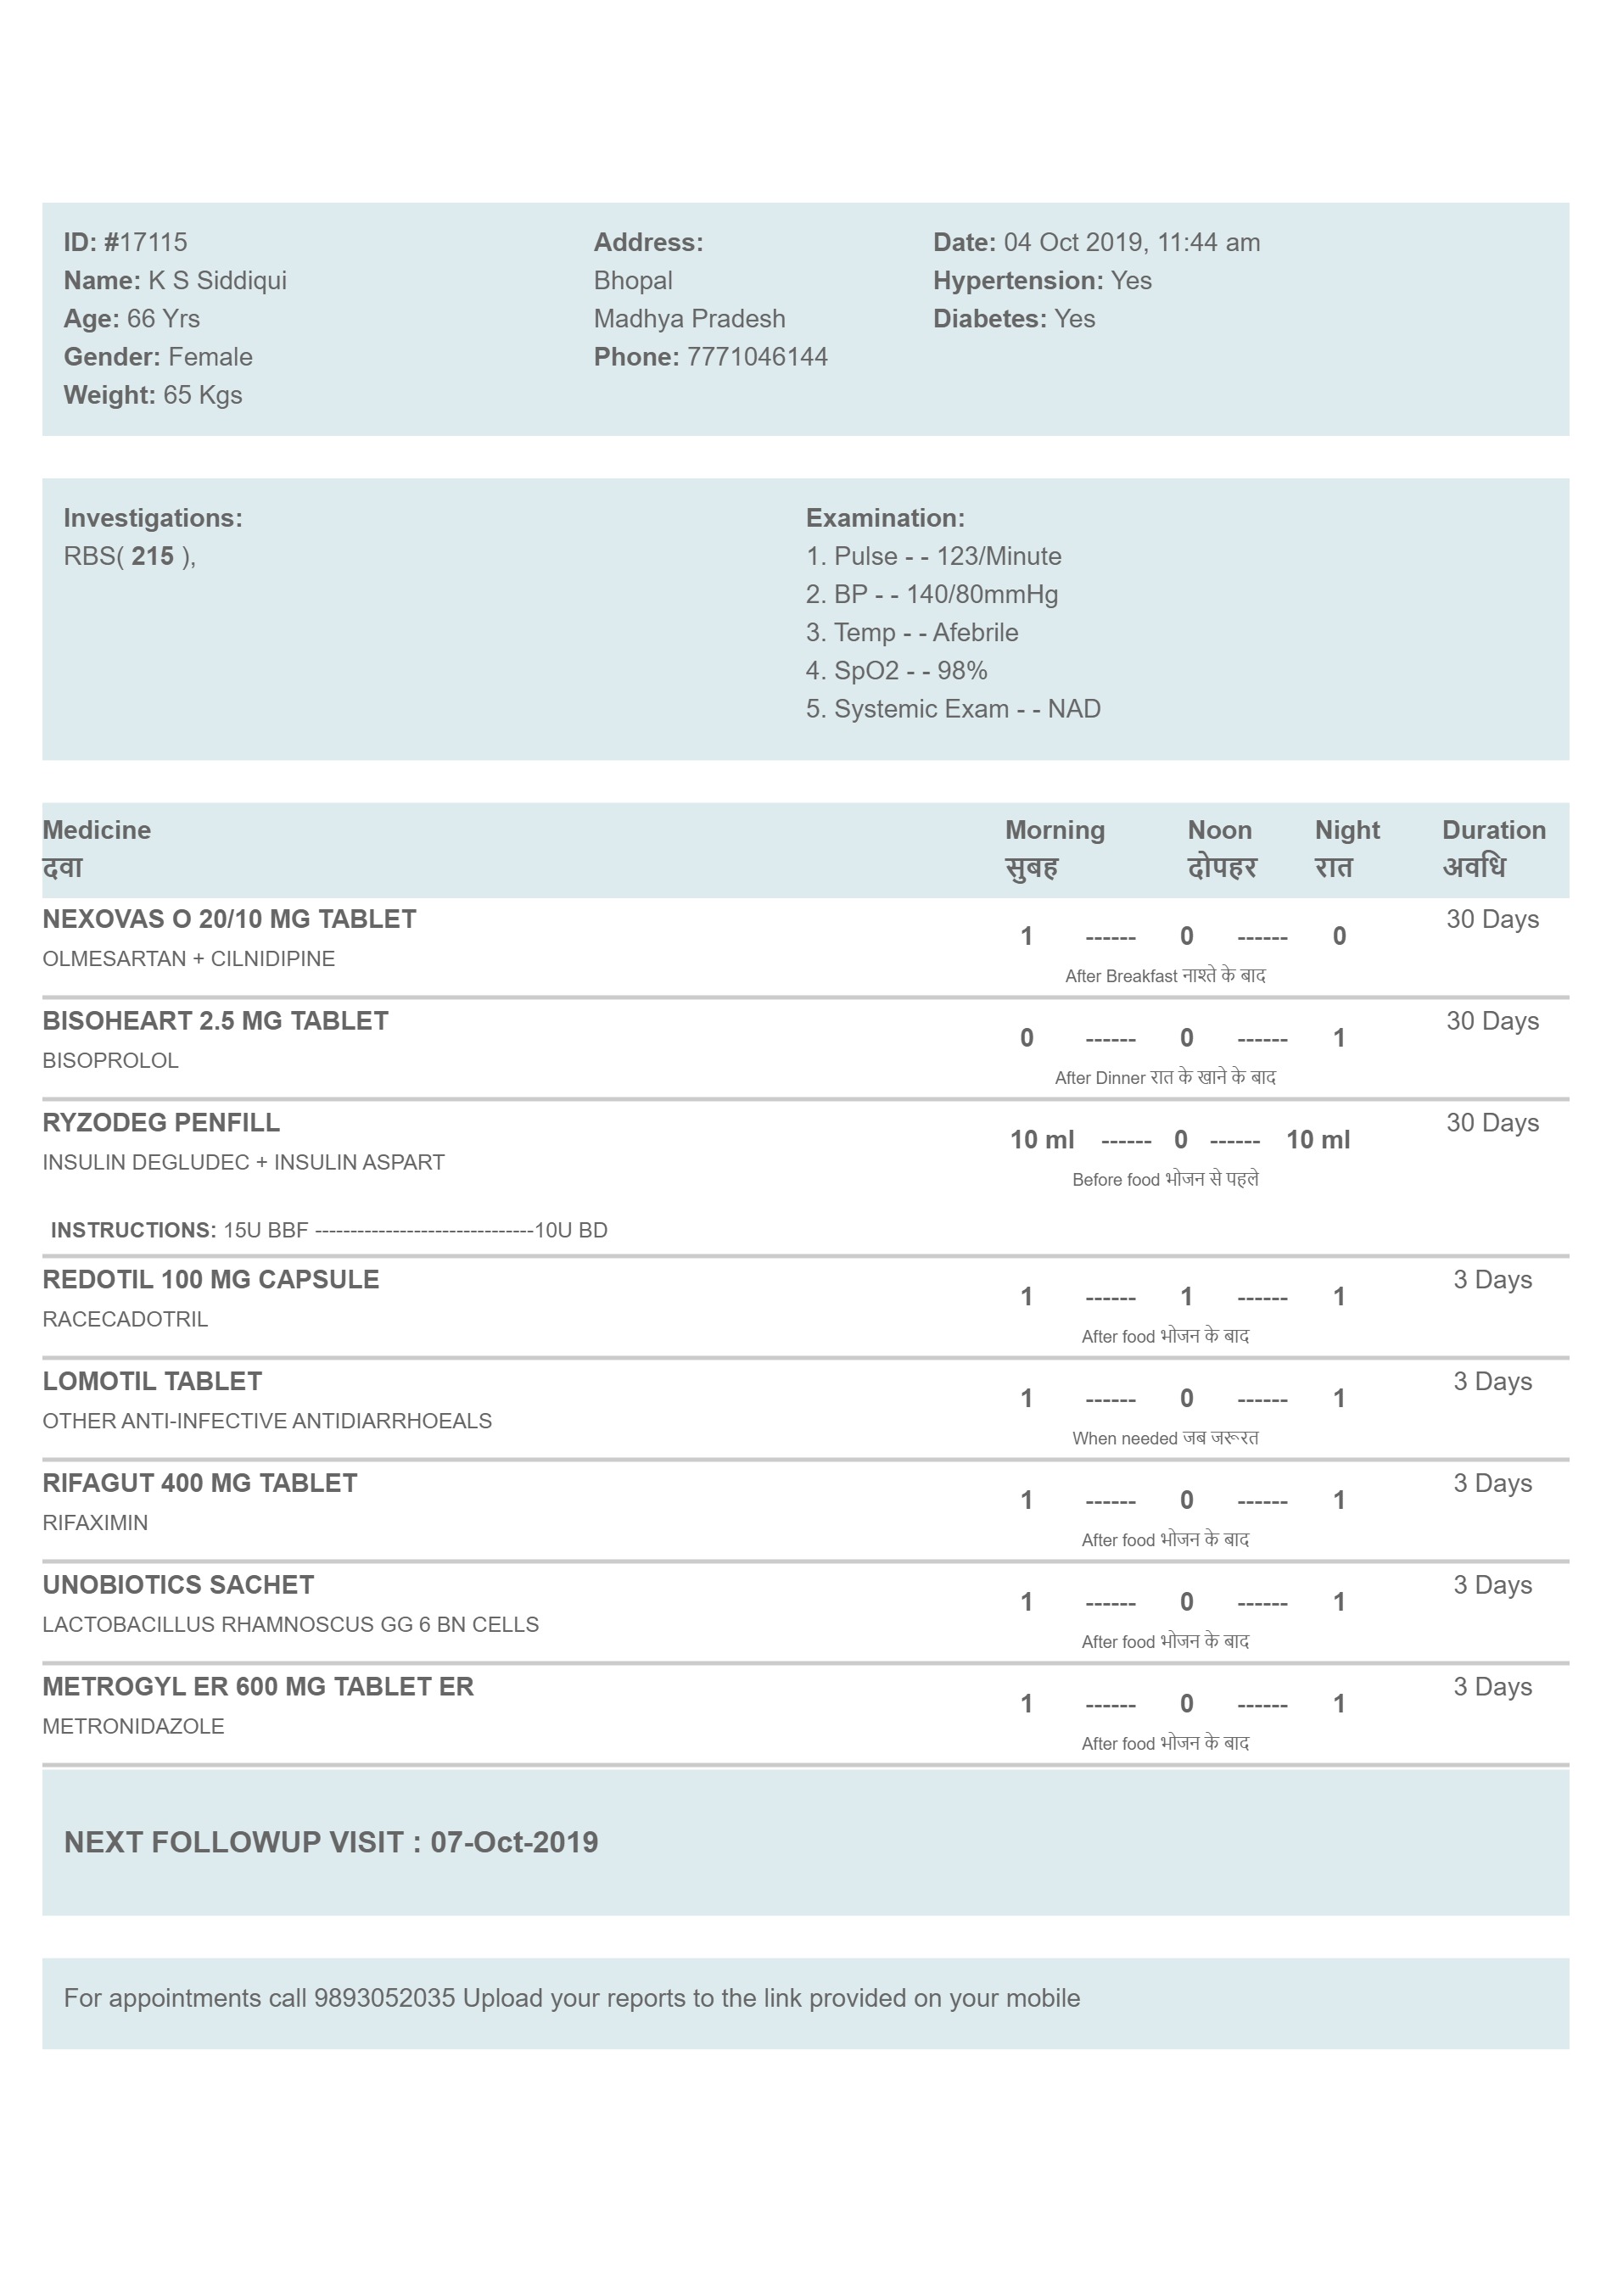 ID: #17115
Name: K S Siddiqui
Age: 66 Yrs
Gender: Female
Weight: 65 Kgs
Address:
Bhopal
Madhya Pradesh
Phone: 7771046144
Date: 04 Oct 2019, 11:44 am
Hypertension: Yes
Diabetes: Yes
Investigations:
RBS( 215 ),
Examination:
1. Pulse - - 123/Minute
2. BP - - 140/80mmHg
3. Temp - - Afebrile
4. SpO2 - - 98%
5. Systemic Exam - - NAD
Medicine Morning Noon Night Duration
दवा सुबह दोपहर रात अवधि
NEXOVAS O 20/10 MG TABLET 30 Days
1 ------ 0 ------ 0
OLMESARTAN + CILNIDIPINE
After Breakfast नाश्ते के बाद
BISOHEART 2.5 MG TABLET 30 Days
0 ------ 0 ------ 1
BISOPROLOL
After Dinner रात के खाने के बाद
RYZODEG PENFILL 30 Days
10 ml ------ 0 ------ 10 ml
INSULIN DEGLUDEC + INSULIN ASPART
Before food भोजन से पहले
INSTRUCTIONS: 15U BBF -------------------------------10U BD
REDOTIL 100 MG CAPSULE 3 Days
1 ------ 1 ------ 1
RACECADOTRIL
After food भोजन के बाद
LOMOTIL TABLET 3 Days
1 ------ 0 ------ 1
OTHER ANTI-INFECTIVE ANTIDIARRHOEALS
When needed जब जरूरत
RIFAGUT 400 MG TABLET 3 Days
1 ------ 0 ------ 1
RIFAXIMIN
After food भोजन के बाद
UNOBIOTICS SACHET 3 Days
1 ------ 0 ------ 1
LACTOBACILLUS RHAMNOSCUS GG 6 BN CELLS
After food भोजन के बाद
METROGYL ER 600 MG TABLET ER 3 Days
1 ------ 0 ------ 1
METRONIDAZOLE
After food भोजन के बाद
NEXT FOLLOWUP VISIT : 07-Oct-2019
For appointments call 9893052035 Upload your reports to the link provided on your mobile